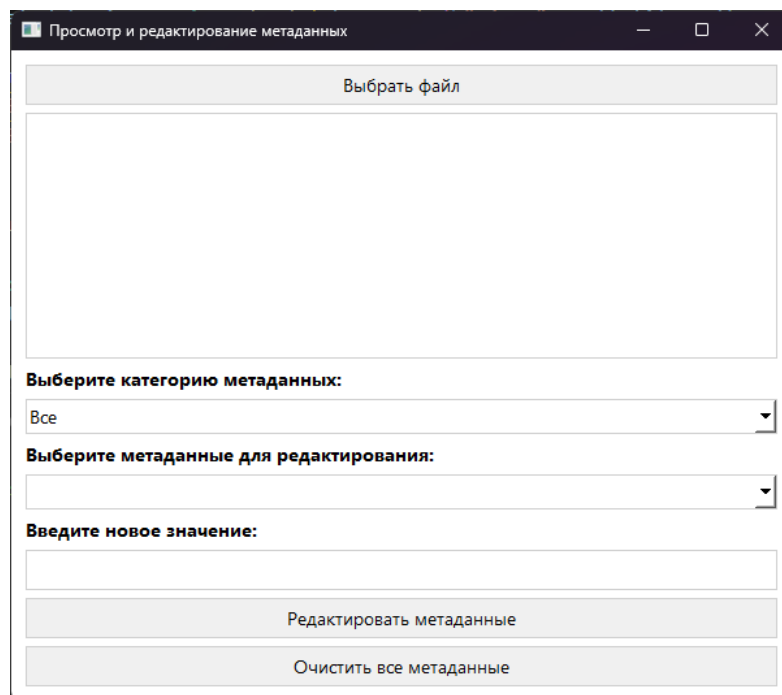 Просмотр и редактирование метаданных
Выбрать файл
Выберите категорию метаданных:
Все
Выберите метаданные для редактирования:
Введите новое значение:
Редактировать метаданные
Очистить все метаданные